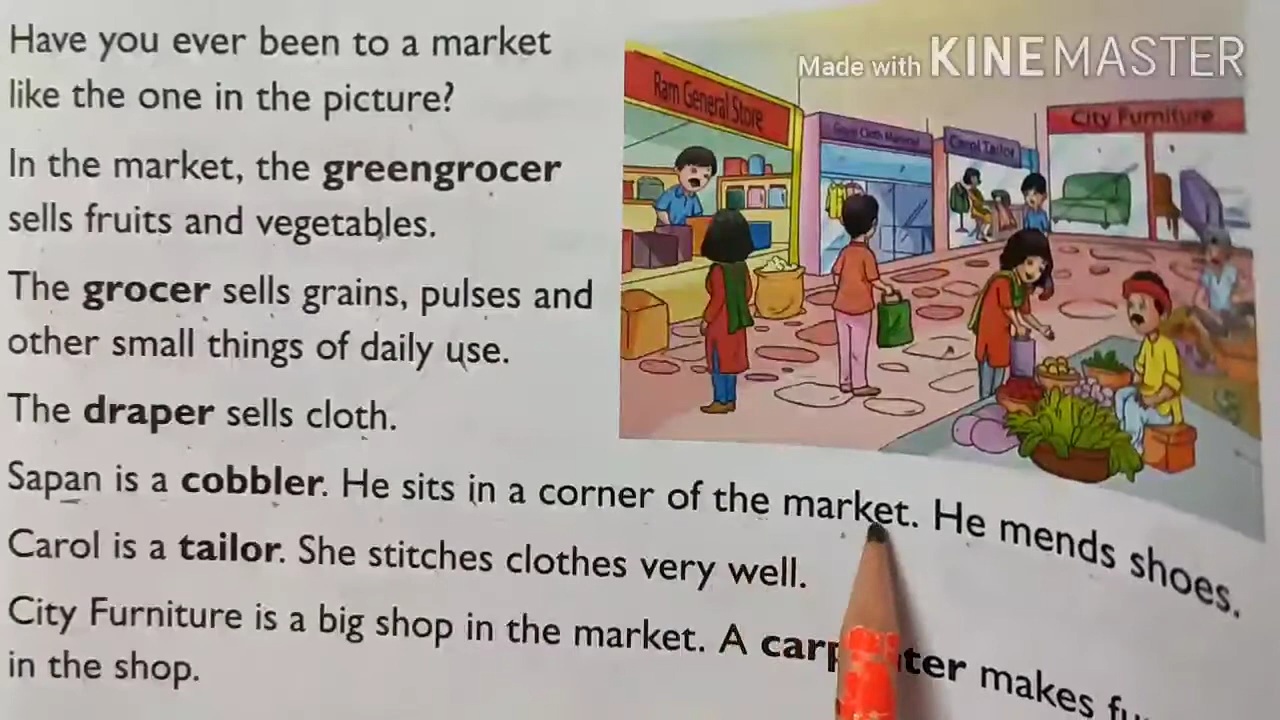 Have you ever been to a market
like the one in the picture?
In the market, the greengrocer
sells fruits and vegetables.
The grocer sells grains, pulses and
other small things of daily use.
The draper sells cloth.
Sapan is a cobbler. He sits in a corner of the market. He mends shoes.
Carol is a tailor. She stitches clothes very well.
City Furniture is a big shop in the market. A makes
in the shop.
Made with KINEMASTER
Ram General Store
Cloth
Carol Tailor
City Furniture